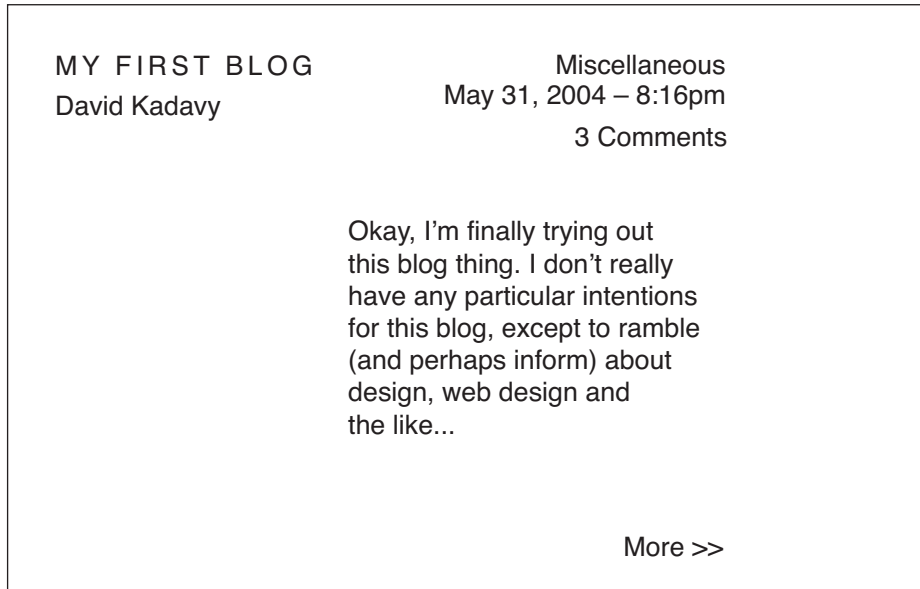 MY FIRST BLOG
David Kadavy
Miscellaneous
May 31, 2004 – 8:16pm
3 Comments
Okay, I’m finally trying out
this blog thing. I don’t really
have any particular intentions
for this blog, except to ramble
(and perhaps inform) about
design, web design and
the like...
More >>